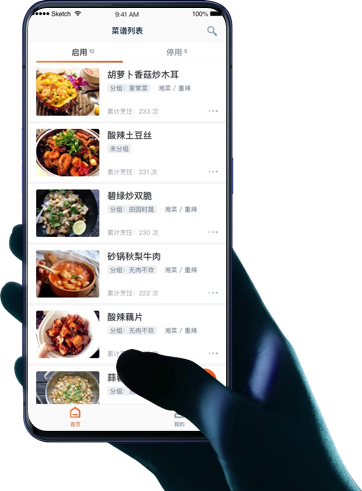 Sketch 9:41 AM 100%
菜谱列表
启用 10 停用 5
胡萝卜香菇炒木耳
分组：家常菜 湘菜 / 重辣
累计烹饪：233 次
酸辣土豆丝
未分组
累计烹饪：231 次
碧绿炒双脆
分组：田园时蔬 湘菜 / 重辣
累计烹饪：230 次
砂锅秋梨牛肉
分组：无肉不欢 湘菜 / 重辣
累计烹饪：222 次
酸辣藕片
分组：无肉不欢 湘菜 / 重辣
累计
分组：
首页 我的